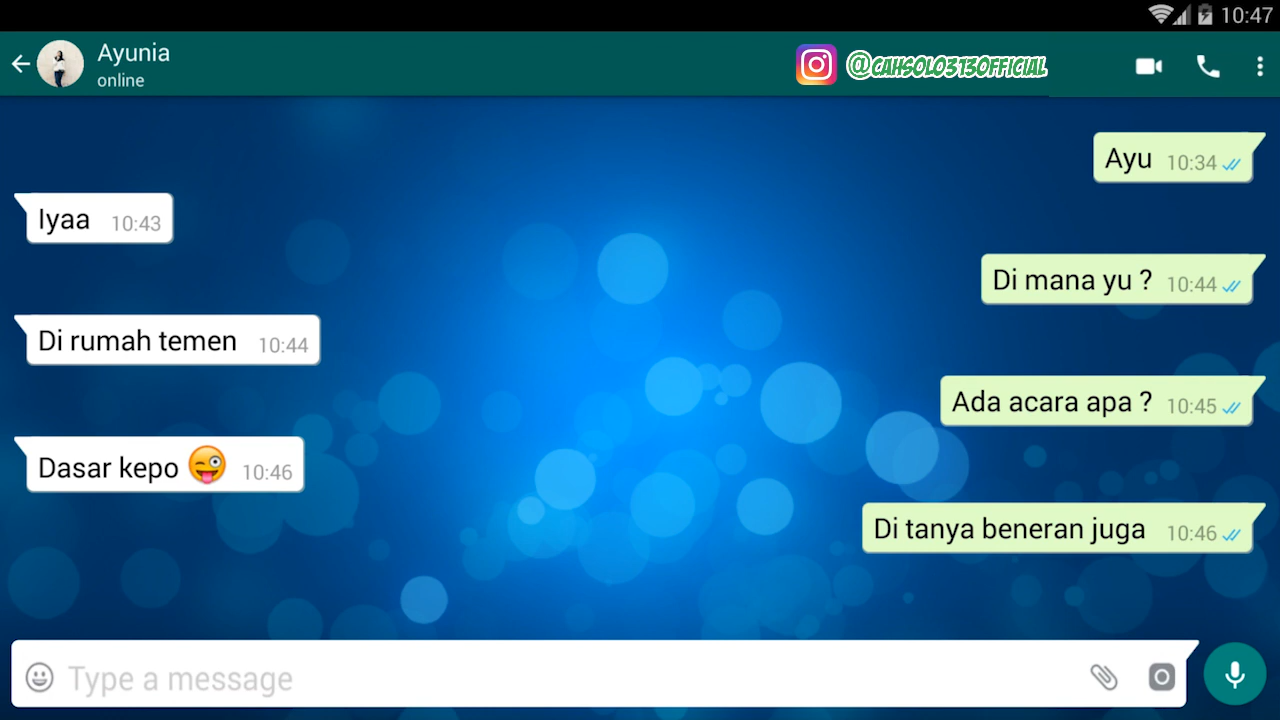 10:47
Ayunia
online
@CAHSOLO313OFFICIAL
Ayu 10:34
Iyaa 10:43
Di mana yu ? 10:44
Di rumah temen 10:44
Ada acara apa ? 10:45
Dasar kepo 😜 10:46
Di tanya beneran juga 10:46
Type a message